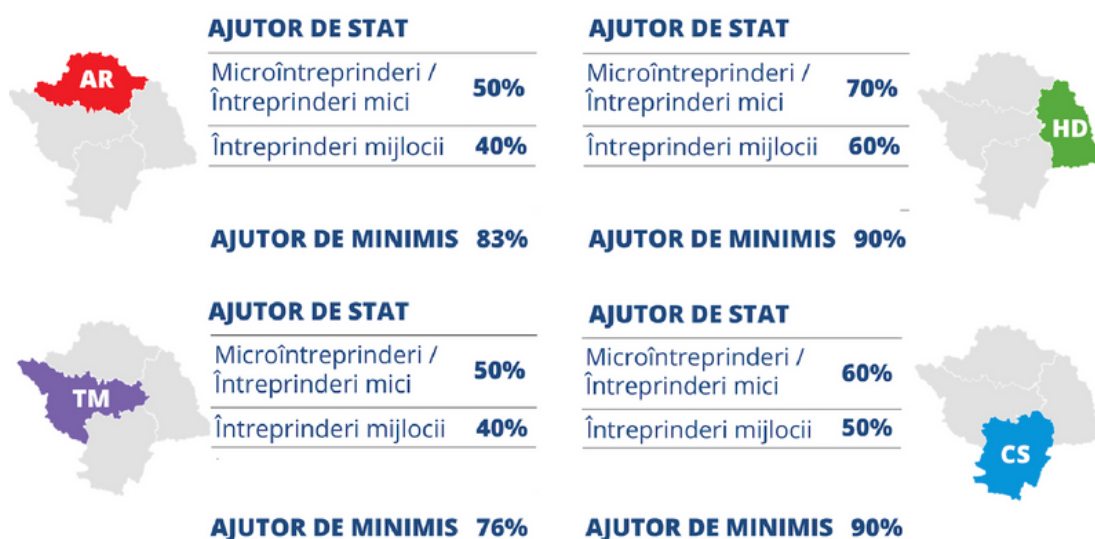 AR
AJUTOR DE STAT
Microîntreprinderi /
Întreprinderi mici 50%
Întreprinderi mijlocii 40%
AJUTOR DE MINIMIS 83%
AJUTOR DE STAT
Microîntreprinderi /
Întreprinderi mici 70%
Întreprinderi mijlocii 60%
AJUTOR DE MINIMIS 90%
HD
TM
AJUTOR DE STAT
Microîntreprinderi /
Întreprinderi mici 50%
Întreprinderi mijlocii 40%
AJUTOR DE MINIMIS 76%
AJUTOR DE STAT
Microîntreprinderi /
Întreprinderi mici 60%
Întreprinderi mijlocii 50%
AJUTOR DE MINIMIS 90%
CS